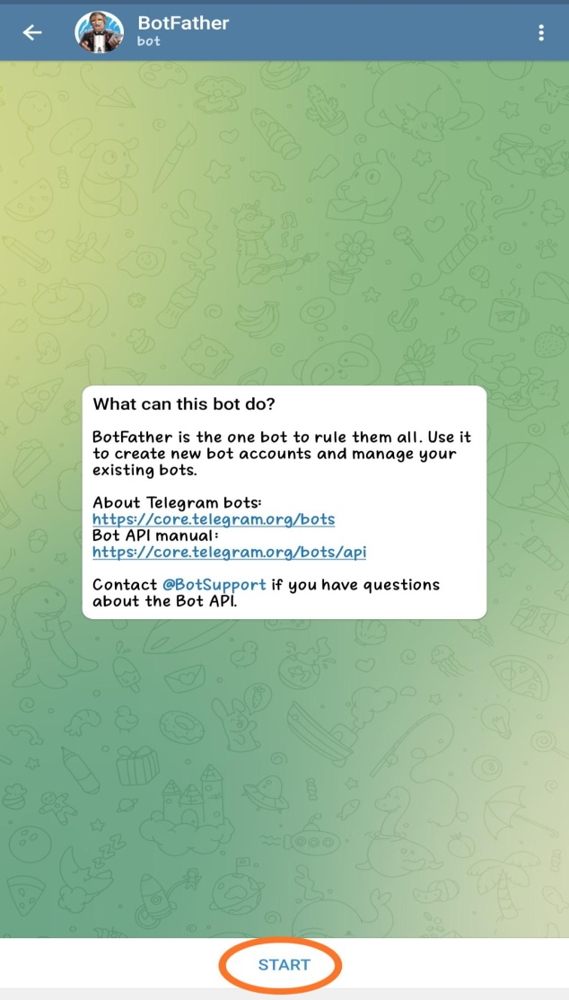 BotFather
bot
What can this bot do?
BotFather is the one bot to rule them all. Use it
to create new bot accounts and manage your
existing bots.
About Telegram bots:
https://core.telegram.org/bots
Bot API manual:
https://core.telegram.org/bots/api
Contact @BotSupport if you have questions
about the Bot API.
START